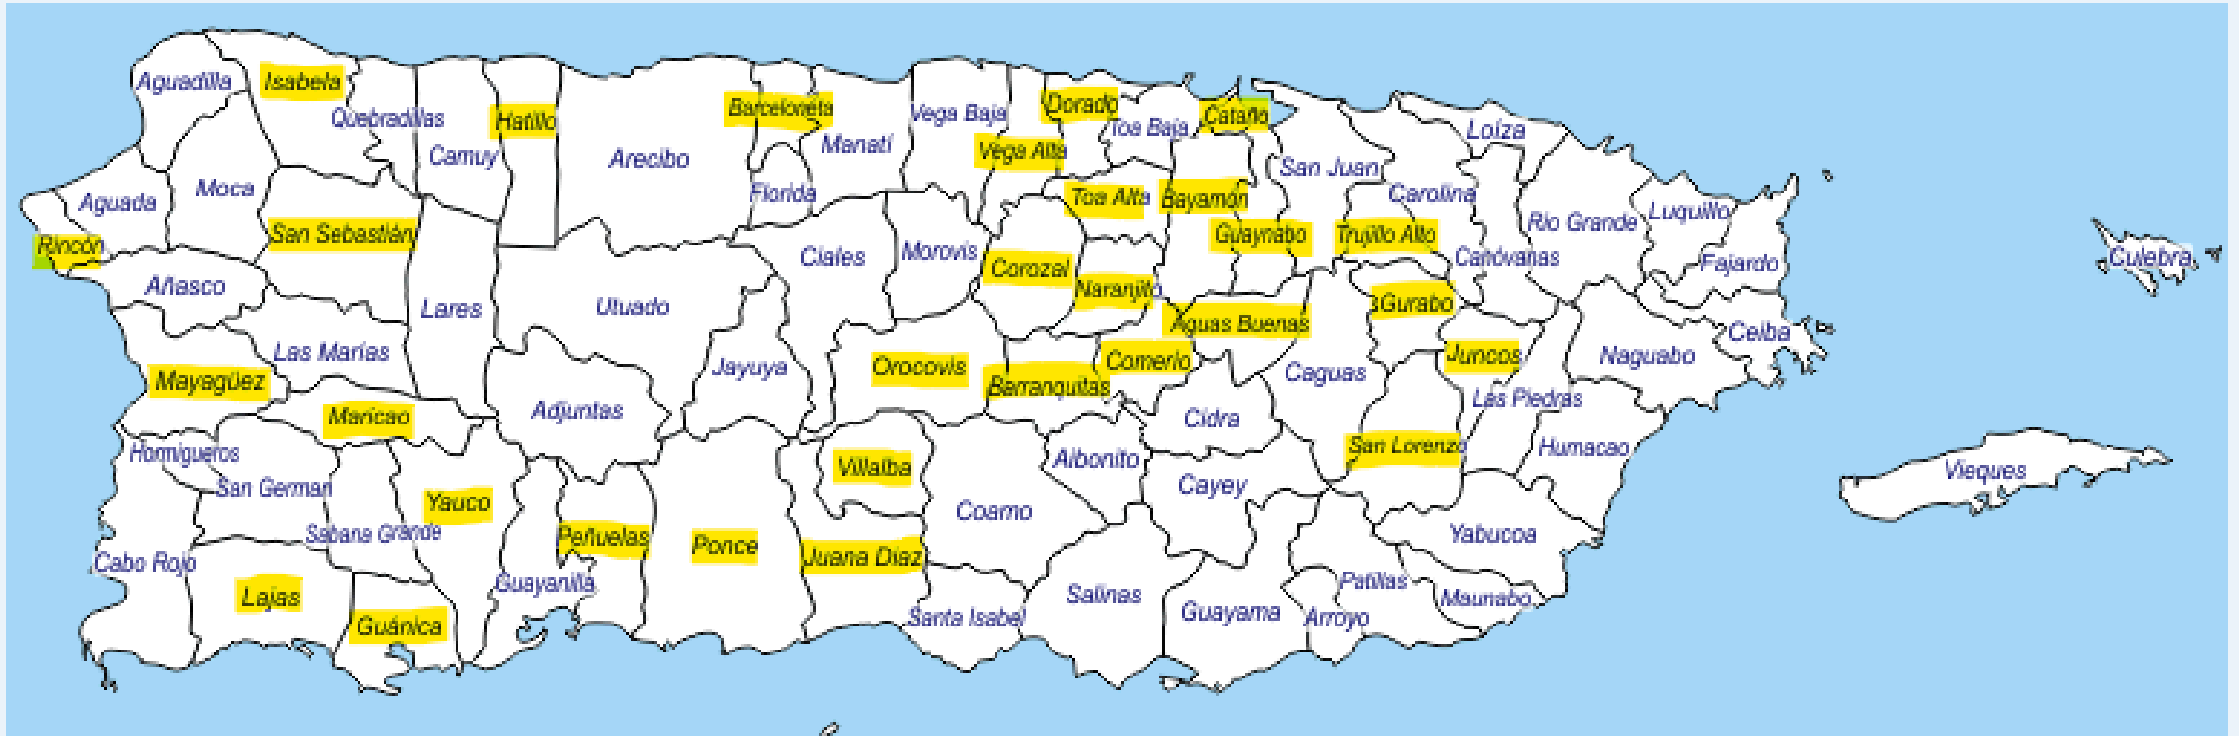 Aguadilla
Isabela
Quebradillas
Camuy
Hatillo
Arecibo
Barceloneta
Manatí
Florida
Vega Baja
Vega Alta
Dorado
Toa Baja
Cataño
San Juan
Loíza
Moca
Aguada
Rincón
San Sebastián
Añasco
Lares
Utuado
Ciales
Morovis
Corozal
Toa Alta
Bayamón
Guaynabo
Trujillo Alto
Carolina
Canóvanas
Río Grande
Luquillo
Fajardo
Culebra
Naranjito
Aguas Buenas
Gurabo
Ceiba
Las Marías
Mayagüez
Maricao
Adjuntas
Jayuya
Orocovis
Barranquitas
Comerío
Cidra
Caguas
Juncos
Las Piedras
Naguabo
Humacao
San Lorenzo
Hormigueros
San Germán
Sabana Grande
Yauco
Peñuelas
Guayanilla
Ponce
Villalba
Juana Díaz
Coamo
Aibonito
Cayey
Vieques
Cabo Rojo
Lajas
Guánica
Santa Isabel
Salinas
Guayama
Arroyo
Patillas
Maunabo
Yabucoa